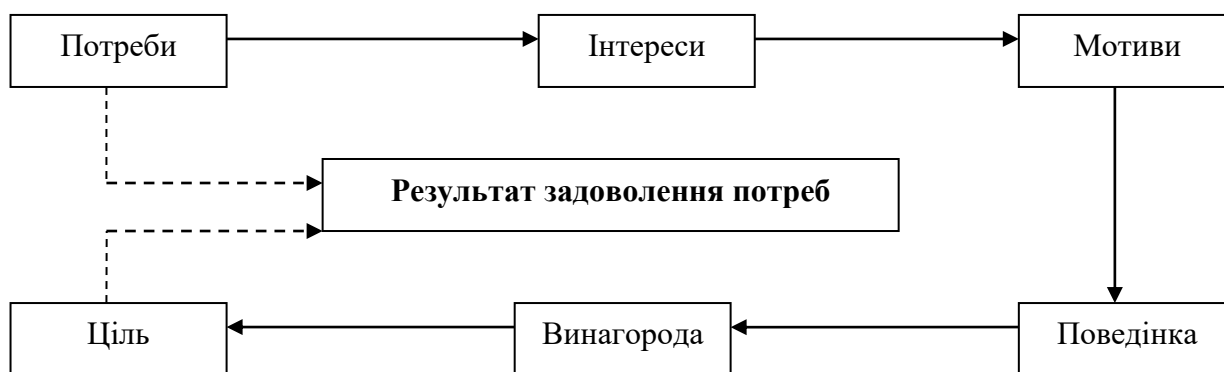 Потреби
Інтереси
Мотиви
Результат задоволення потреб
Ціль
Винагорода
Поведінка